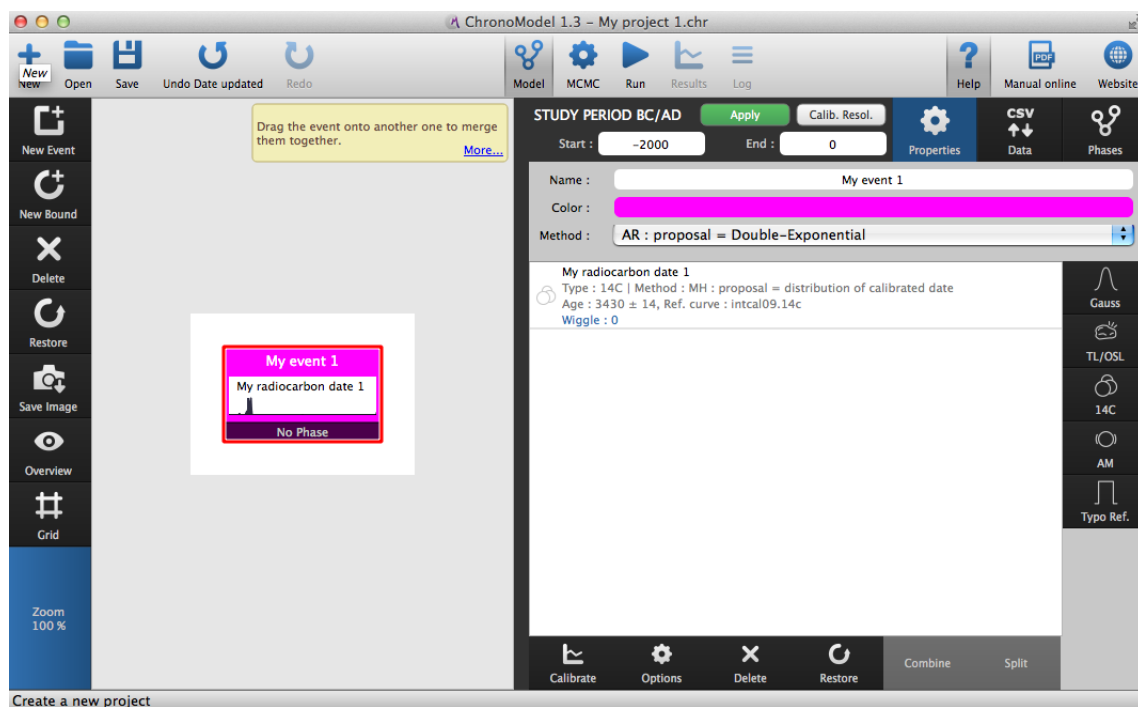 ChronoModel 1.3 – My project 1.chr
New
New
Open
Save
Undo Date updated
Redo
Model
MCMC
Run
Results
Log
Help
PDF
Manual online
Website
New Event
New Bound
Delete
Restore
Save Image
Overview
Grid
Zoom
100 %
Drag the event onto another one to merge
them together.
More...
My event 1
My radiocarbon date 1
No Phase
STUDY PERIOD BC/AD
Apply
Calib. Resol.
Start :
-2000
End :
0
Properties
CSV
Data
Phases
Name :
My event 1
Color :
Method :
AR : proposal = Double-Exponential
My radiocarbon date 1
Type : 14C | Method : MH : proposal = distribution of calibrated date
Age : 3430 ± 14, Ref. curve : intcal09.14c
Wiggle : 0
Gauss
TL/OSL
14C
AM
Typo Ref.
Calibrate
Options
Delete
Restore
Combine
Split
Create a new project